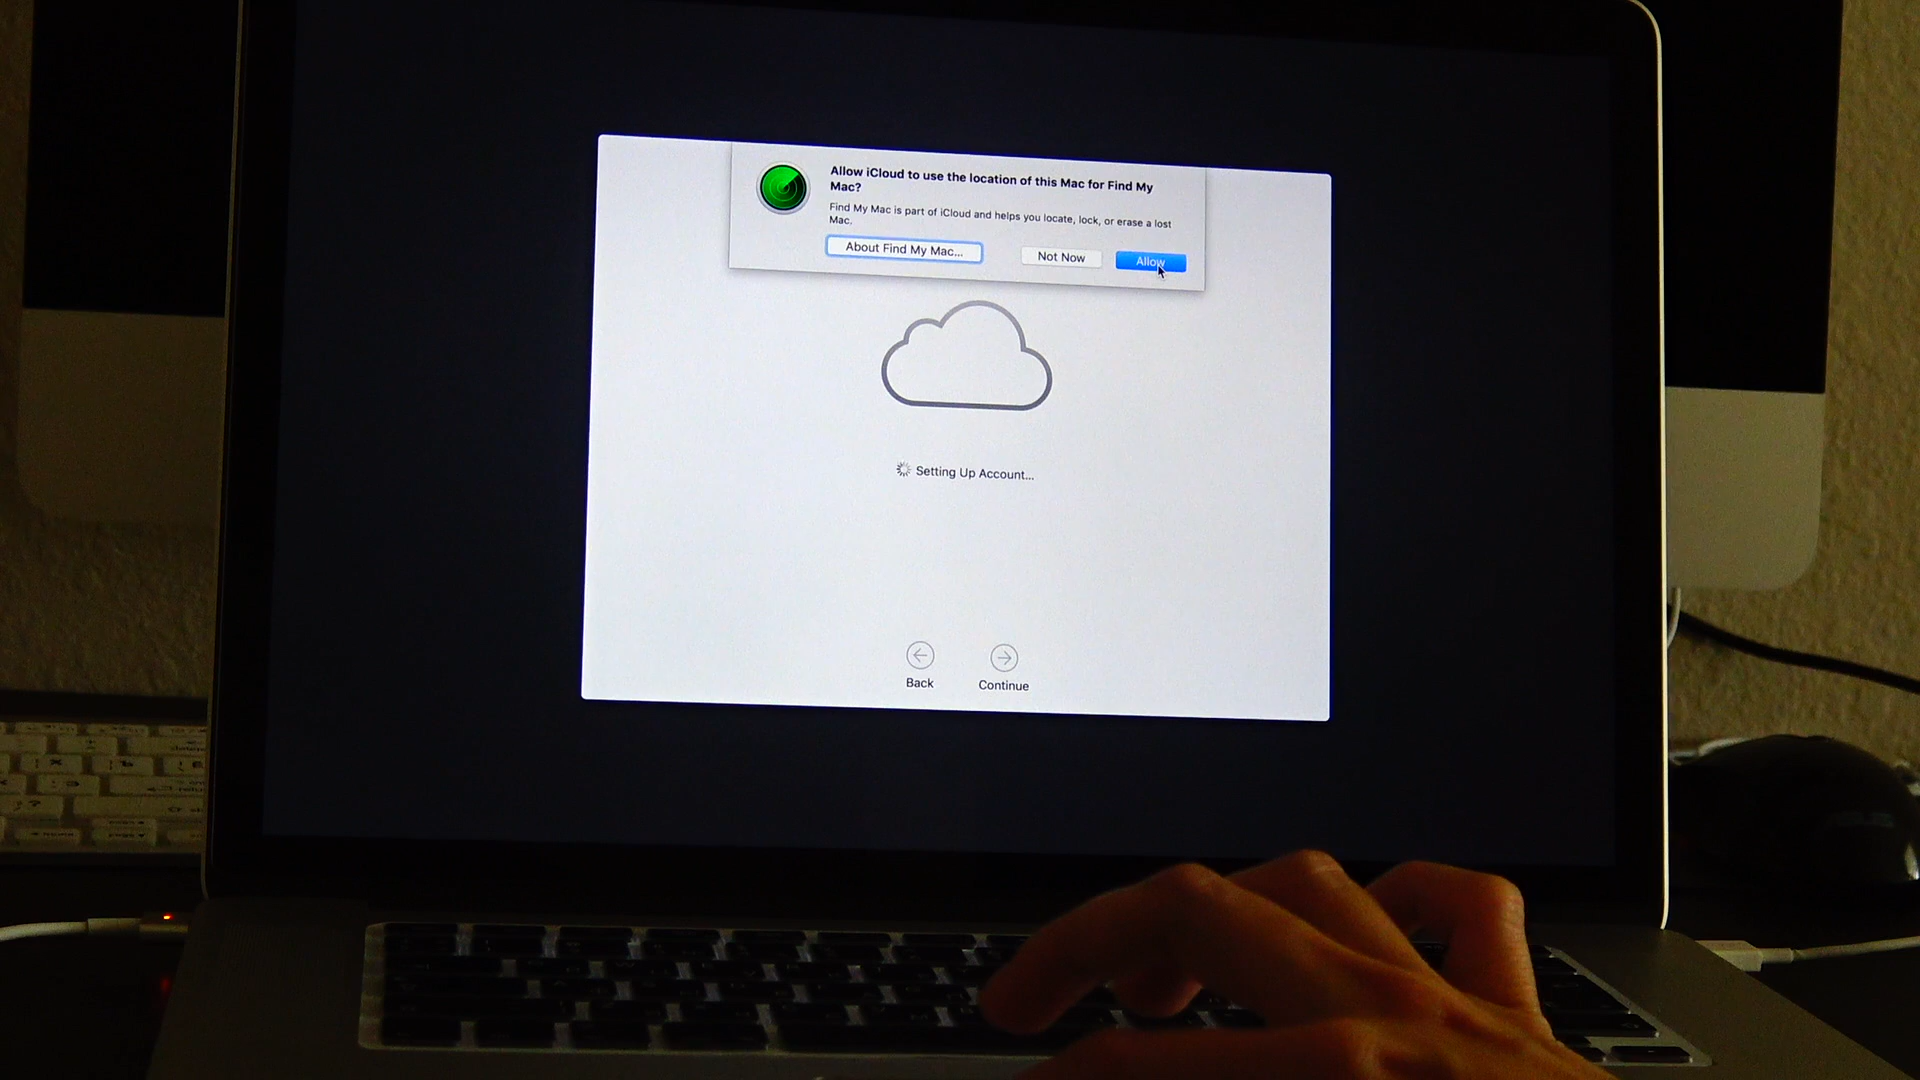 Allow iCloud to use the location of this Mac for Find My
Mac?
Find My Mac is part of iCloud and helps you locate, lock, or erase a lost
Mac.
About Find My Mac... Not Now Allow
Setting Up Account...
Back Continue